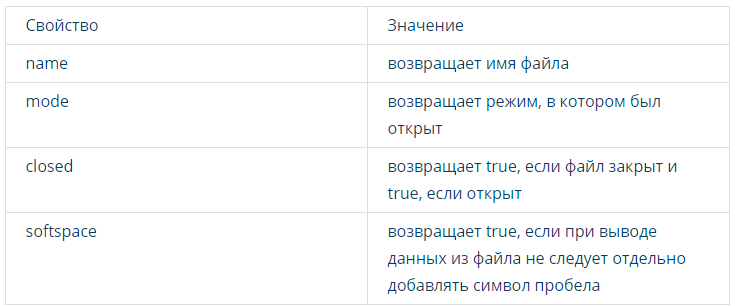 Свойство Значение
name возвращает имя файла
mode возвращает режим, в котором был
открыт
closed возвращает true, если файл закрыт и
true, если открыт
softspace возвращает true, если при выводе
данных из файла не следует отдельно
добавлять символ пробела